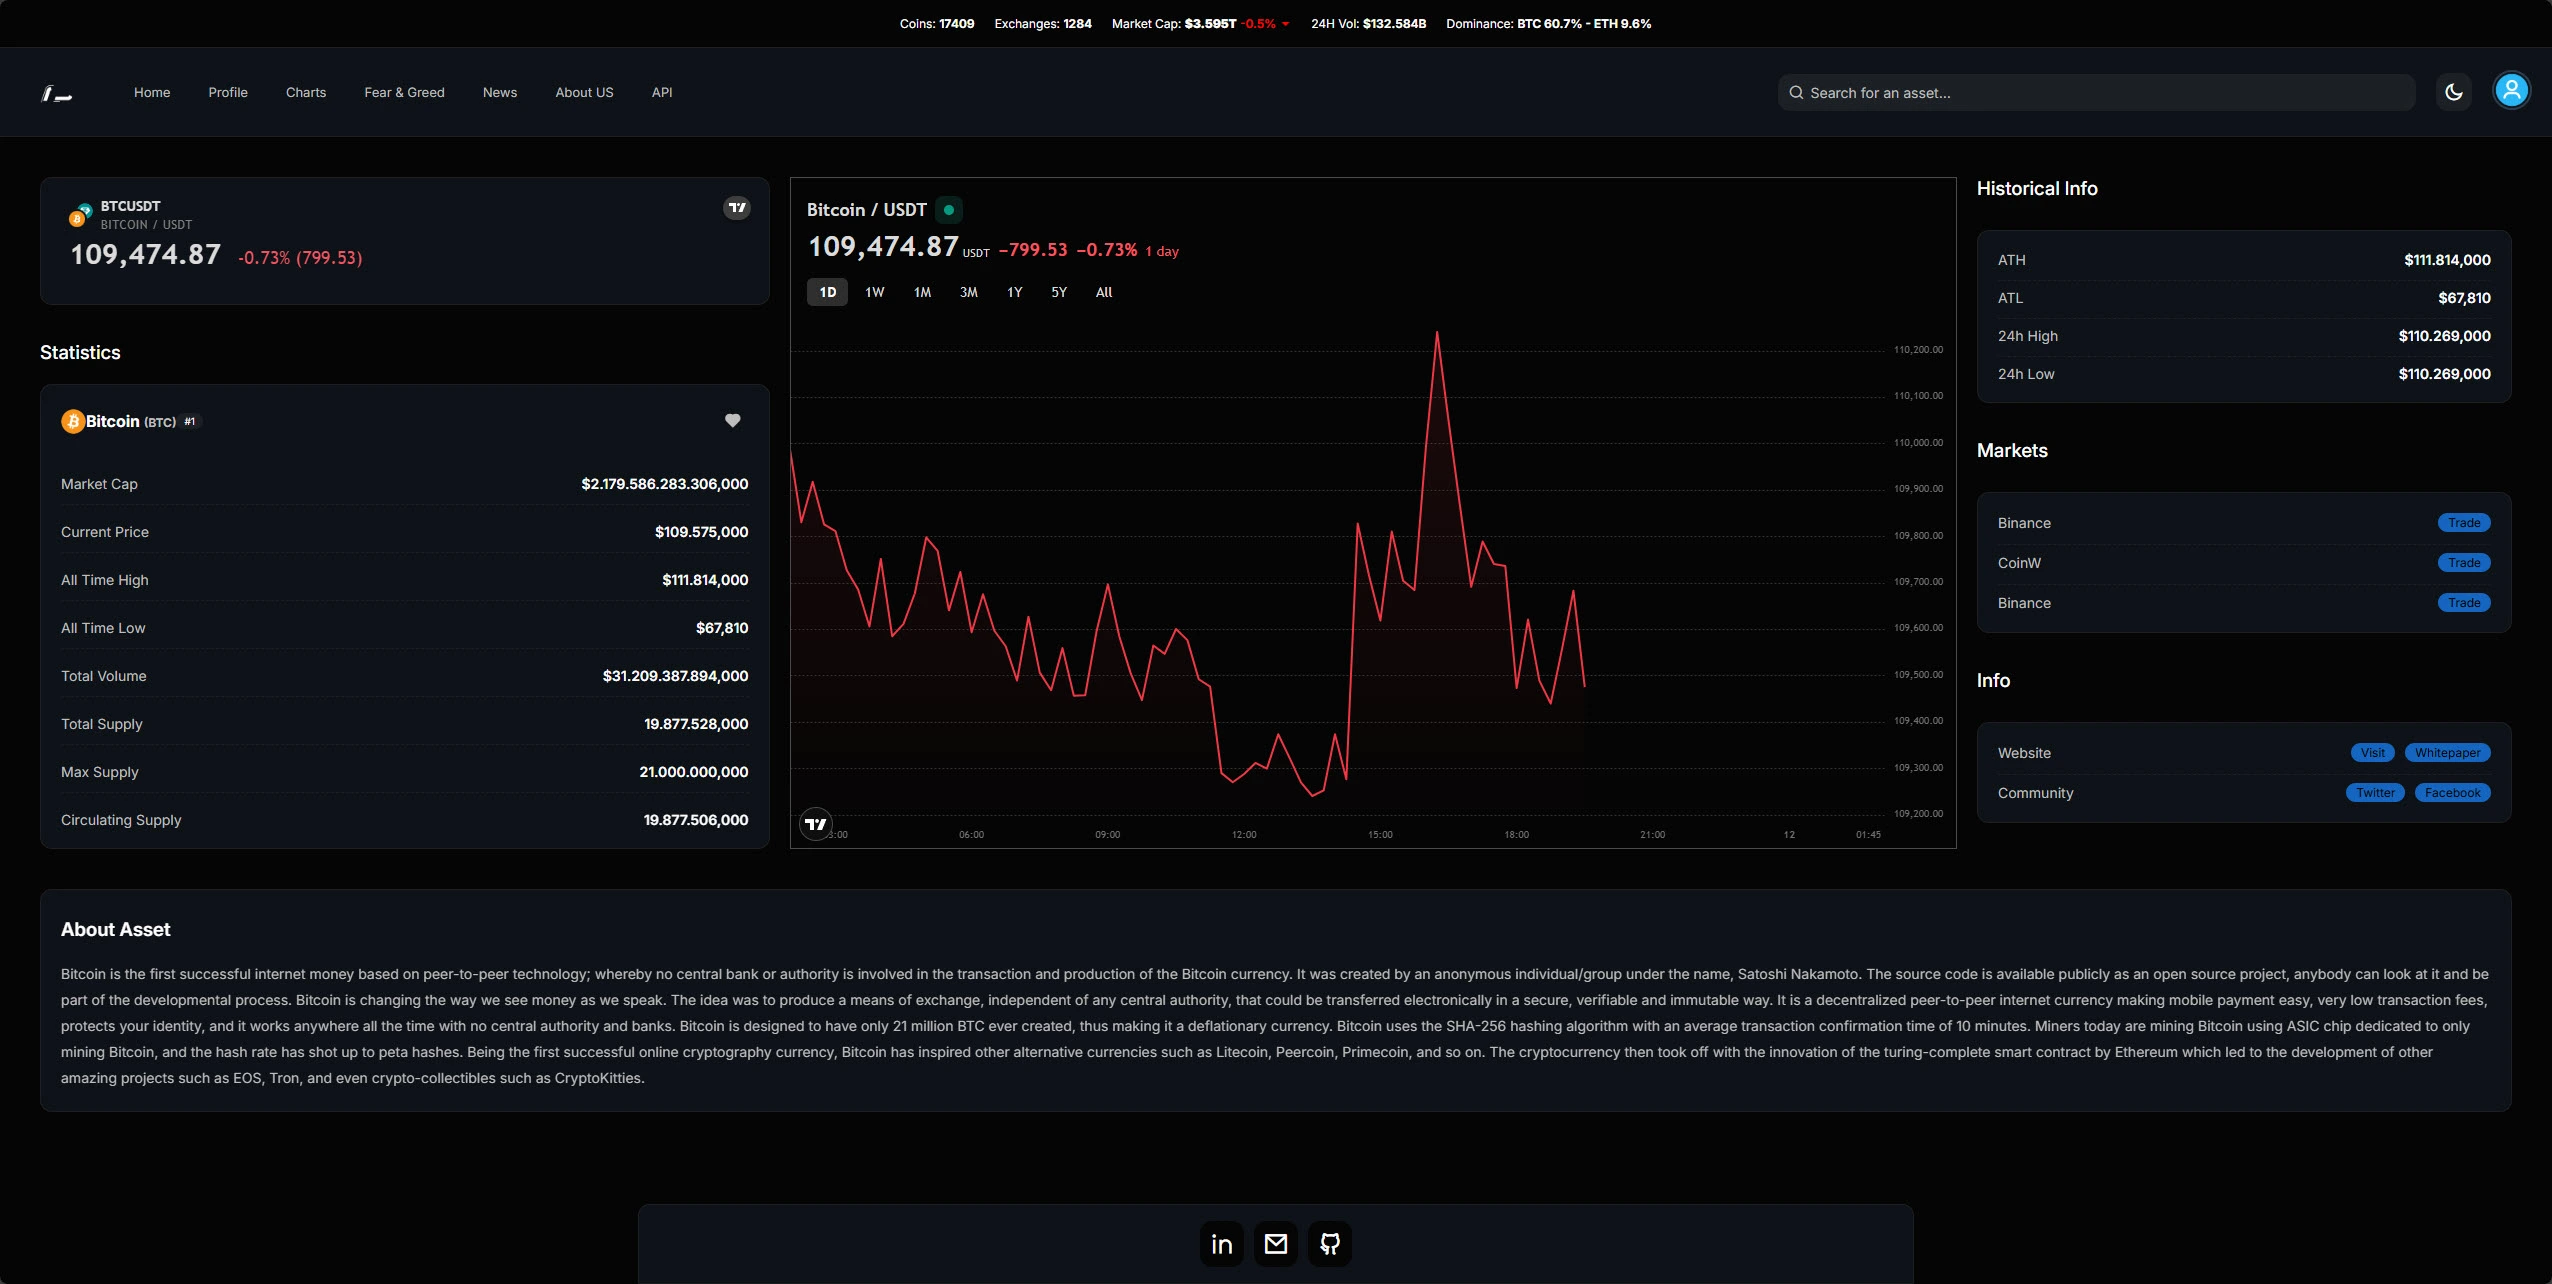 Coins: 17409 Exchanges: 1284 Market Cap: $3.595T -0.5% 24H Vol: $132.584B Dominance: BTC 60.7% - ETH 9.6%
Home Profile Charts Fear & Greed News About US API Search for an asset...
BTCUSDT
BITCOIN / USDT
109,474.87 -0.73% (799.53)
Statistics
Bitcoin (BTC) #1
Market Cap $2.179.586.283.306,000
Current Price $109.575,000
All Time High $111.814,000
All Time Low $67,810
Total Volume $31.209.387.894,000
Total Supply 19.877.528,000
Max Supply 21.000.000,000
Circulating Supply 19.877.506,000
Bitcoin / USDT
109,474.87 USDT −799.53 −0.73% 1 day
1D 1W 1M 3M 1Y 5Y All
110,200.00
110,100.00
110,000.00
109,900.00
109,800.00
109,700.00
109,600.00
109,500.00
109,400.00
109,300.00
109,200.00
3:00 06:00 09:00 12:00 15:00 18:00 21:00 12 01:45
Historical Info
ATH $111.814,000
ATL $67,810
24h High $110.269,000
24h Low $110.269,000
Markets
Binance Trade
CoinW Trade
Binance Trade
Info
Website Visit Whitepaper
Community Twitter Facebook
About Asset
Bitcoin is the first successful internet money based on peer-to-peer technology; whereby no central bank or authority is involved in the transaction and production of the Bitcoin currency. It was created by an anonymous individual/group under the name, Satoshi Nakamoto. The source code is available publicly as an open source project, anybody can look at it and be
part of the developmental process. Bitcoin is changing the way we see money as we speak. The idea was to produce a means of exchange, independent of any central authority, that could be transferred electronically in a secure, verifiable and immutable way. It is a decentralized peer-to-peer internet currency making mobile payment easy, very low transaction fees,
protects your identity, and it works anywhere all the time with no central authority and banks. Bitcoin is designed to have only 21 million BTC ever created, thus making it a deflationary currency. Bitcoin uses the SHA-256 hashing algorithm with an average transaction confirmation time of 10 minutes. Miners today are mining Bitcoin using ASIC chip dedicated to only
mining Bitcoin, and the hash rate has shot up to peta hashes. Being the first successful online cryptography currency, Bitcoin has inspired other alternative currencies such as Litecoin, Peercoin, Primecoin, and so on. The cryptocurrency then took off with the innovation of the turing-complete smart contract by Ethereum which led to the development of other
amazing projects such as EOS, Tron, and even crypto-collectibles such as CryptoKitties.
in